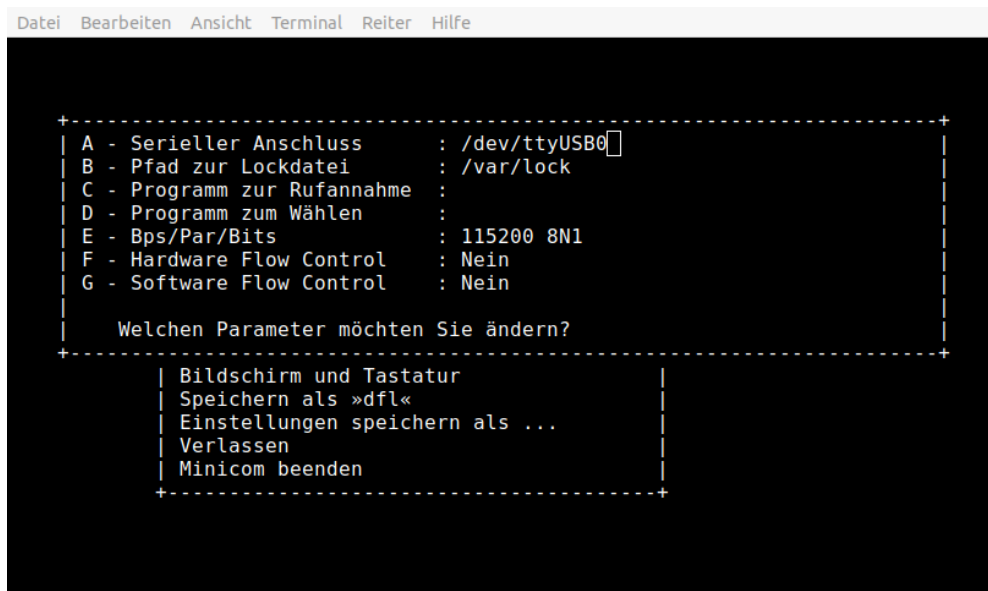 Datei Bearbeiten Ansicht Terminal Reiter Hilfe
A - Serieller Anschluss : /dev/ttyUSB0
B - Pfad zur Lockdatei : /var/lock
C - Programm zur Rufannahme :
D - Programm zum Wählen :
E - Bps/Par/Bits : 115200 8N1
F - Hardware Flow Control : Nein
G - Software Flow Control : Nein
Welchen Parameter möchten Sie ändern?
Bildschirm und Tastatur
Speichern als »dfl«
Einstellungen speichern als ...
Verlassen
Minicom beenden